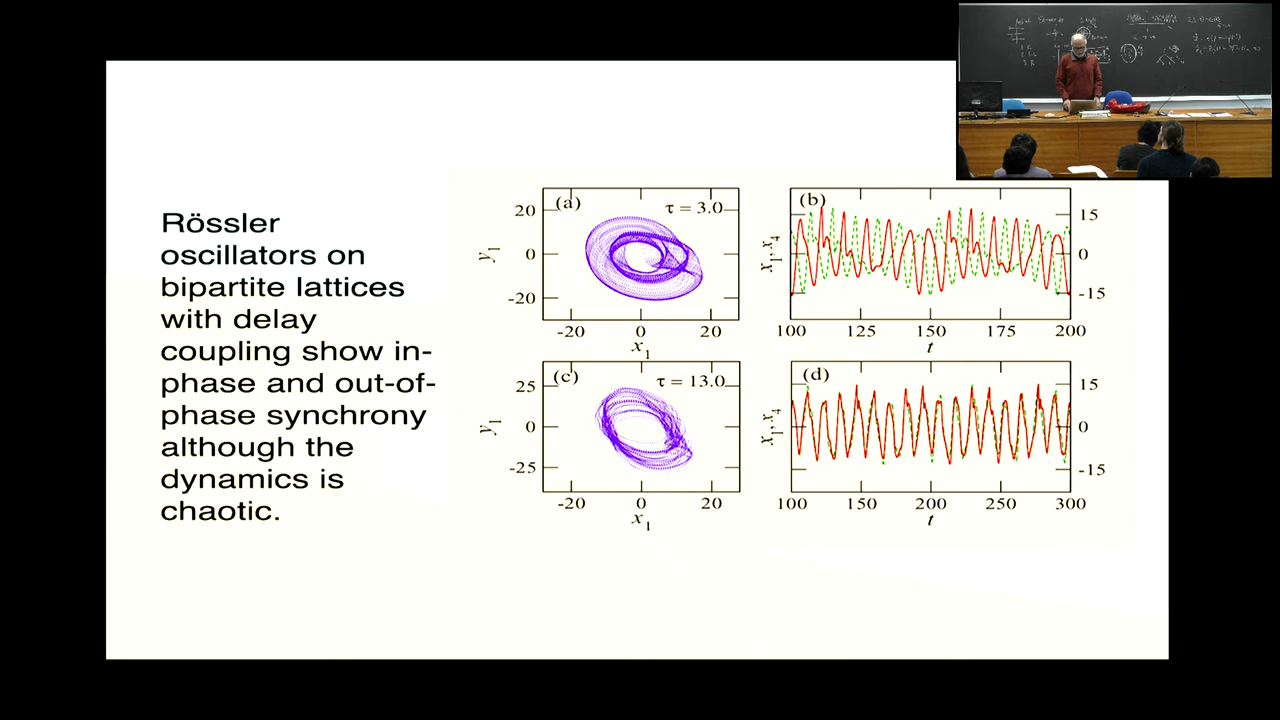 Rössler
oscillators on
bipartite lattices
with delay
coupling show in-
phase and out-of-
phase synchrony
although the
dynamics is
chaotic.
(a)
τ = 3.0
20
0
-20
y1
-20 0 20
x1
(b)
15
0
-15
x1, x4
100 125 150 175 200
t
(c)
τ = 13.0
25
0
-25
y1
-20 0 20
x1
(d)
15
0
-15
x1, x4
100 150 200 250 300
t